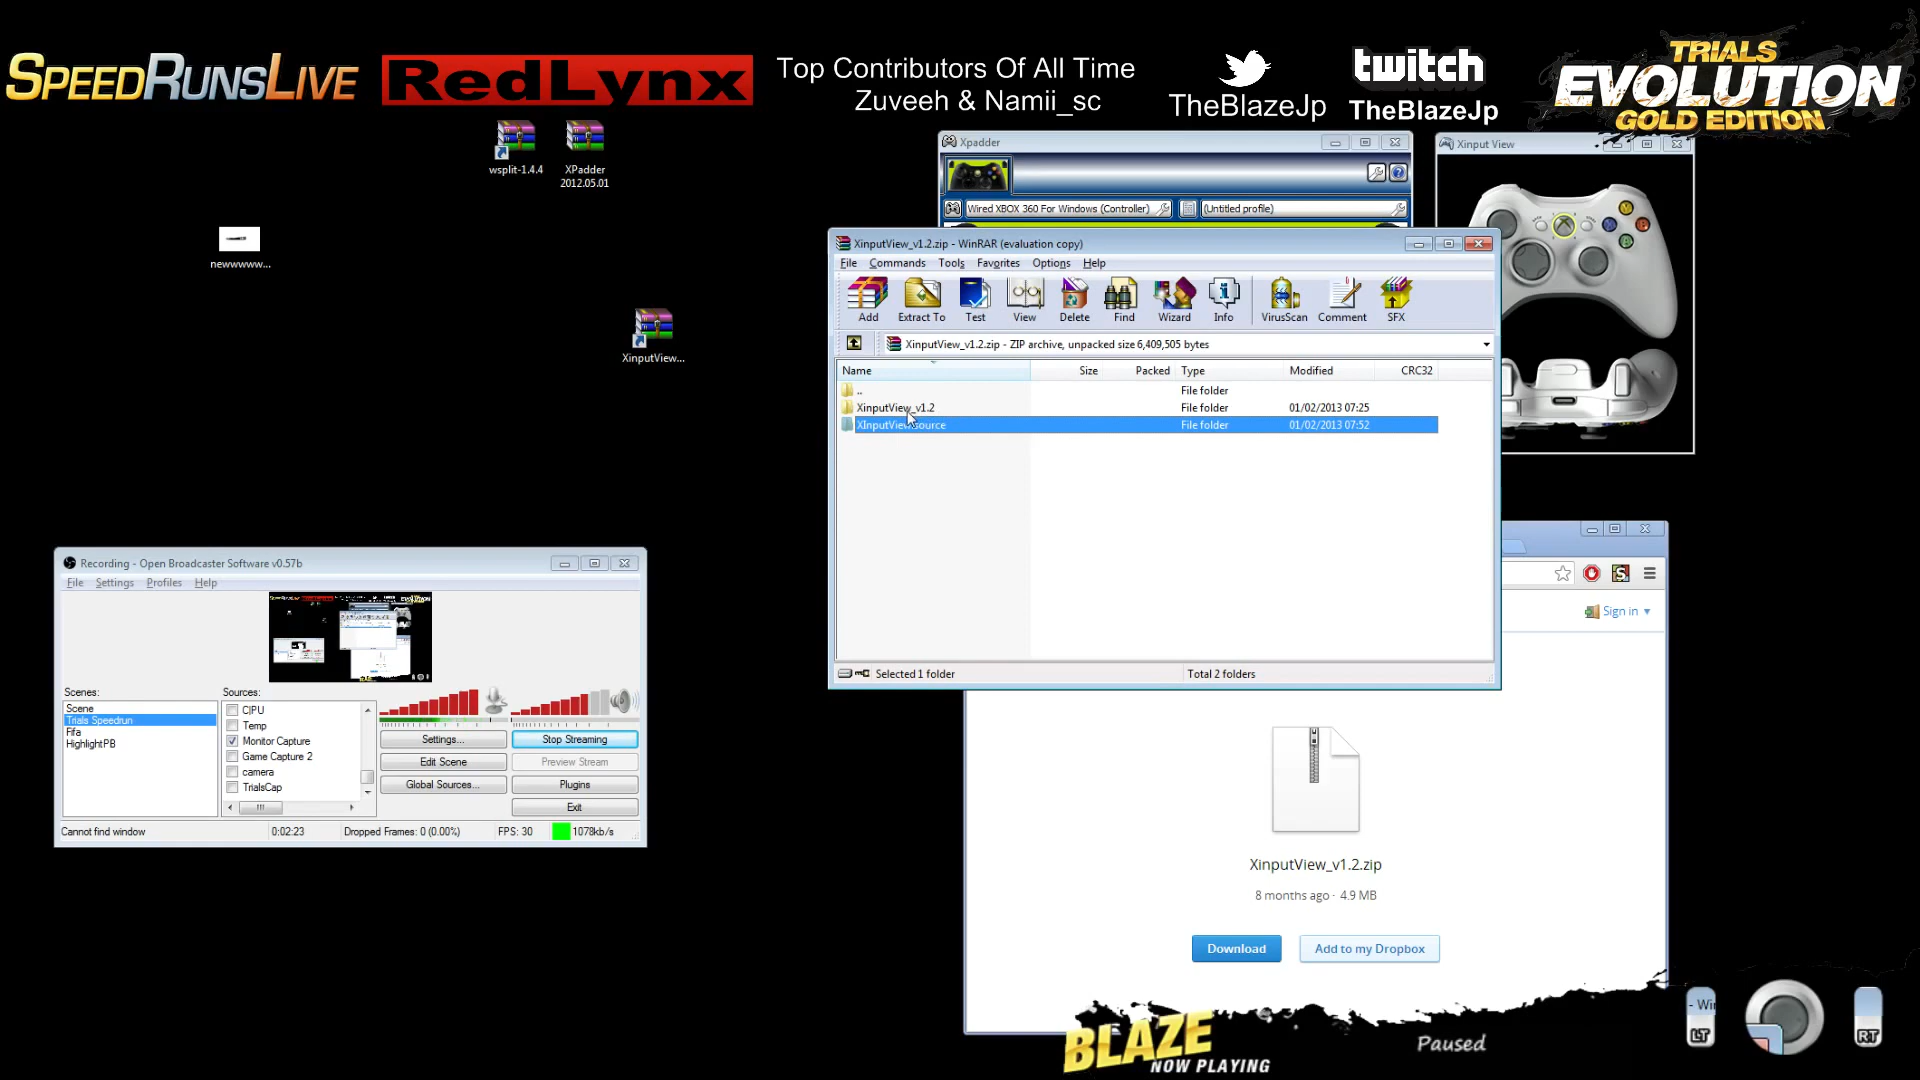 SPEEDRUNSLIVE
RedLynx
Top Contributors Of All Time
Zuveeh & Namii_sc
TheBlazeJp
twitch
TheBlazeJp
TRIALS
EVOLUTION
GOLD EDITION
wsplit-1.4.4
XPadder
2012.05.01
newwwww...
XinputView...
Xpadder
Wired XBOX 360 For Windows (Controller)
(Untitled profile)
Xinput View
XinputView_v1.2.zip - WinRAR (evaluation copy)
File Commands Tools Favorites Options Help
Add Extract To Test View Delete Find Wizard Info VirusScan Comment SFX
XinputView_v1.2.zip - ZIP archive, unpacked size 6,409,505 bytes
Name Size Packed Type Modified CRC32
.. File folder
XinputView_v1.2 File folder 01/02/2013 07:25
XInputView source File folder 01/02/2013 07:52
Selected 1 folder Total 2 folders
Recording - Open Broadcaster Software v0.57b
File Settings Profiles Help
Scenes:
Scene
Trials Speedrun
Fifa
HighlightPB
Sources:
Temp
Monitor Capture
Game Capture 2
camera
TrialsCap
Settings... Stop Streaming
Edit Scene Preview Stream
Global Sources... Plugins
Exit
Cannot find window 0:02:23 Dropped Frames: 0 (0.00%) FPS: 30 1078kb/s
Sign in
XinputView_v1.2.zip
8 months ago · 4.9 MB
Download Add to my Dropbox
BLAZE
NOW PLAYING
Paused
LT
RT